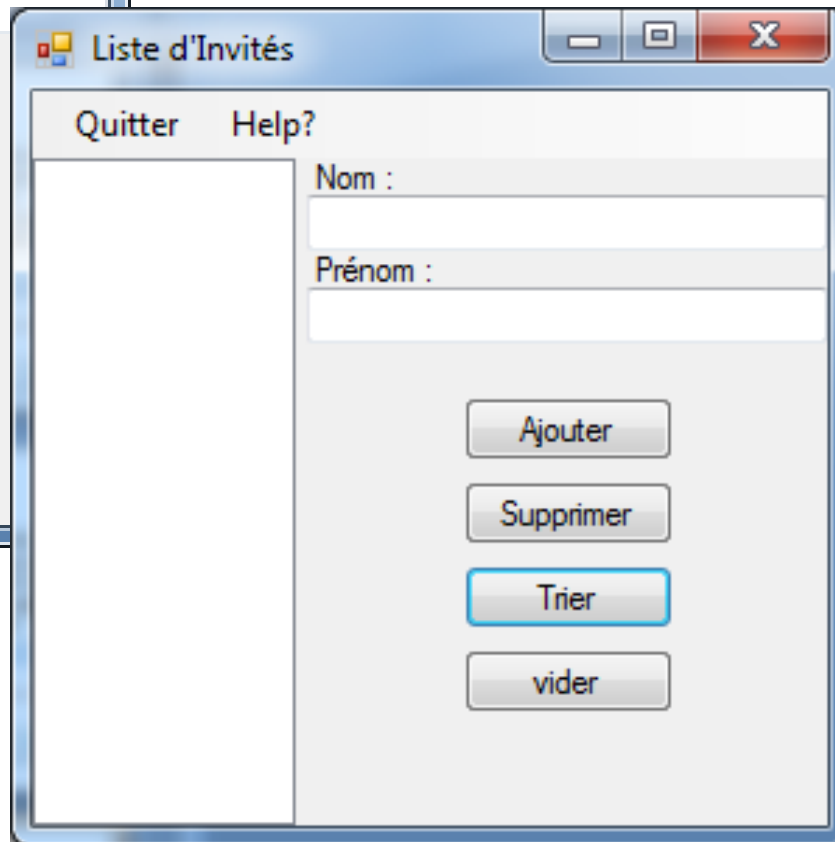 Liste d'Invités
Quitter Help?
Nom :
Prénom :
Ajouter
Supprimer
Trier
vider